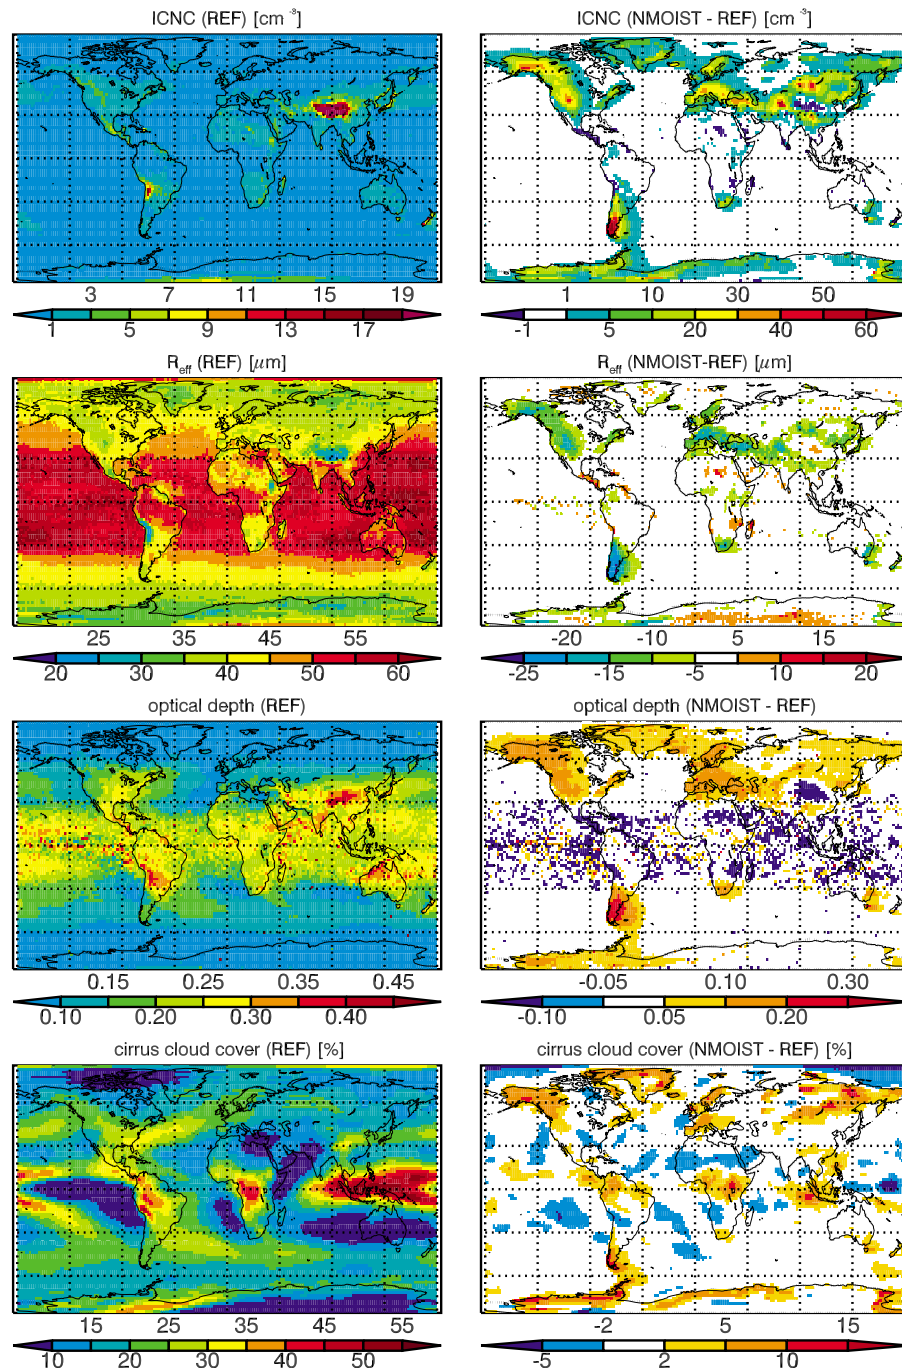 ICNC (REF) [cm⁻³]
ICNC (NMOIST - REF) [cm⁻³]
3 7 11 15 19
1 5 9 13 17
1 10 30 50
-1 5 20 40 60
R_eff (REF) [μm]
R_eff (NMOIST-REF) [μm]
25 35 45 55
20 30 40 50 60
-20 -10 5 15
-25 -15 -5 10 20
optical depth (REF)
optical depth (NMOIST - REF)
0.15 0.25 0.35 0.45
0.10 0.20 0.30 0.40
-0.05 0.10 0.30
-0.10 0.05 0.20
cirrus cloud cover (REF) [%]
cirrus cloud cover (NMOIST - REF) [%]
15 25 35 45 55
10 20 30 40 50
-2 5 15
-5 2 10